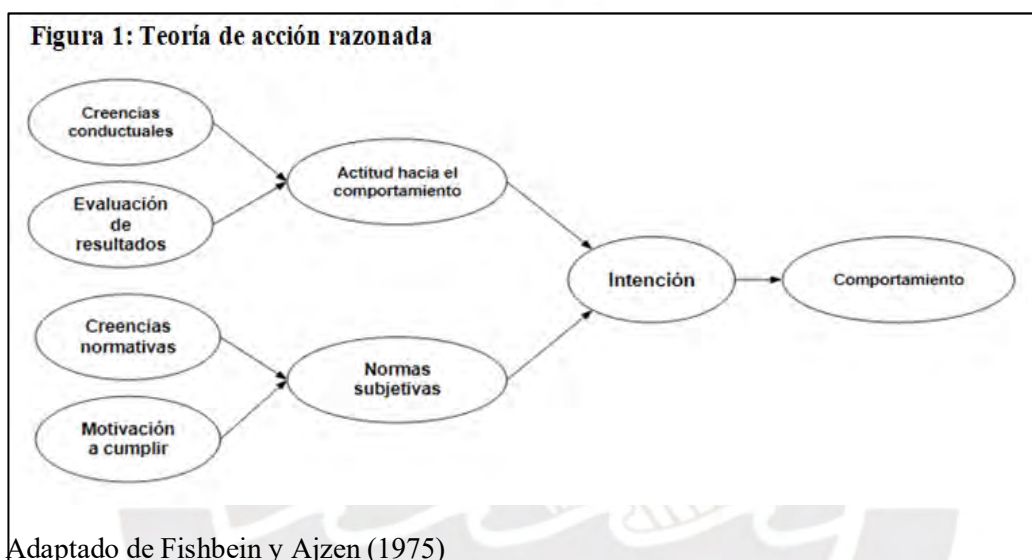 Figura 1: Teoría de acción razonada
Creencias
conductuales
Evaluación
de
resultados
Actitud hacia el
comportamiento
Creencias
normativas
Motivación
a cumplir
Normas
subjetivas
Intención
Comportamiento
Adaptado de Fishbein y Ajzen (1975)